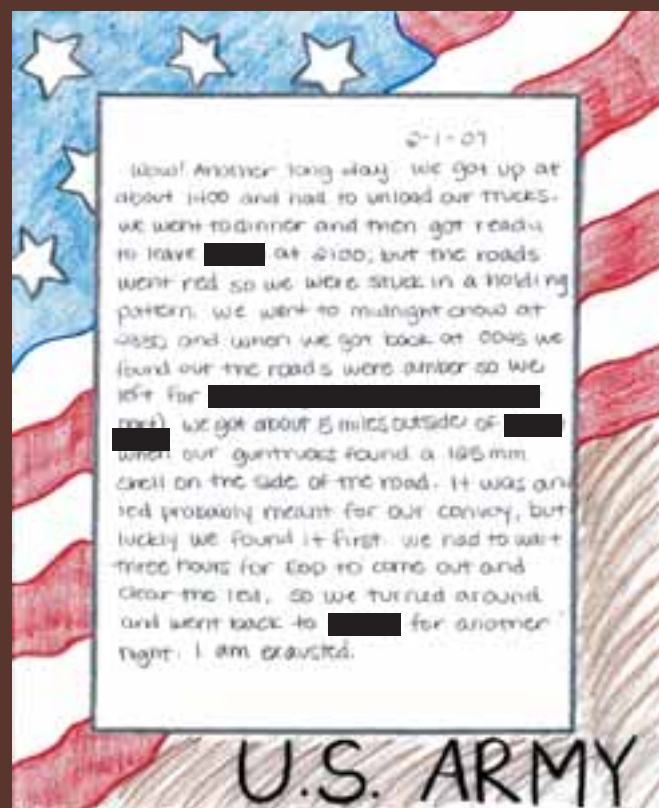 2-1-07
Wow! Another long day. We got up at
about 1400 and had to unload our trucks.
we went to dinner and then got ready
to leave at 2100, but the roads
went red so we were stuck in a holding
pattern. we went to midnight chow at
and when we got back at 0045 we
found out the roads were amber so we
left for
we got about 5 miles outside of
when our guntrucks found a 125mm
shell on the side of the road. It was an
ied probably meant for our convoy, but
luckly we found it first. we had to wait
three hours for Eod to come out and
clear the ied, so we turned around
and went back to for another
night. I am exausted.
U.S. ARMY